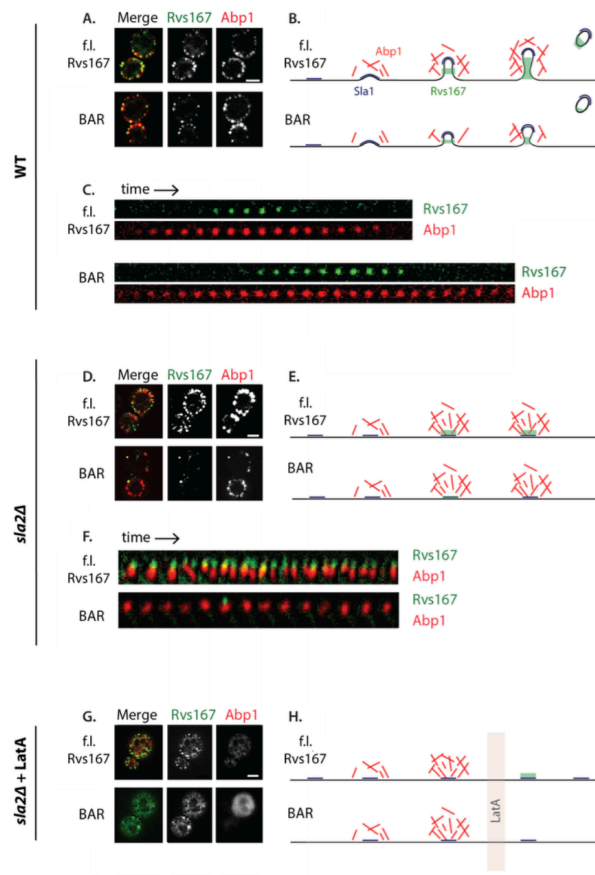 A. Merge Rvs167 Abp1
f.l.
Rvs167
BAR
B.
f.l.
Rvs167
Abp1
Sla1
Rvs167
BAR
WT
C. time
f.l.
Rvs167
Rvs167
Abp1
BAR
Rvs167
Abp1
D. Merge Rvs167 Abp1
f.l.
Rvs167
BAR
E.
f.l.
Rvs167
BAR
sla2Δ
F. time
f.l.
Rvs167
Rvs167
Abp1
BAR
Rvs167
Abp1
G. Merge Rvs167 Abp1
f.l.
Rvs167
BAR
H.
f.l.
Rvs167
BAR
LatA
sla2Δ + LatA